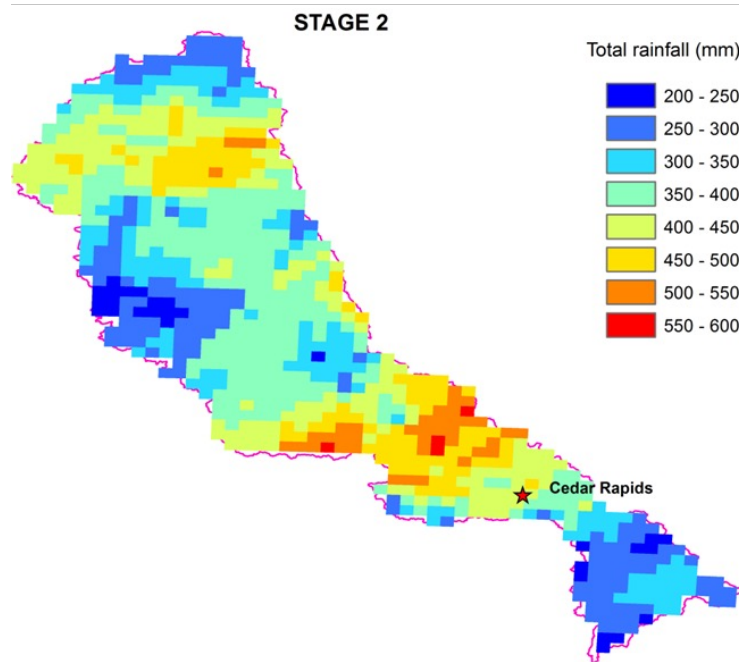 STAGE 2
Total rainfall (mm)
200 - 250
250 - 300
300 - 350
350 - 400
400 - 450
450 - 500
500 - 550
550 - 600
Cedar Rapids